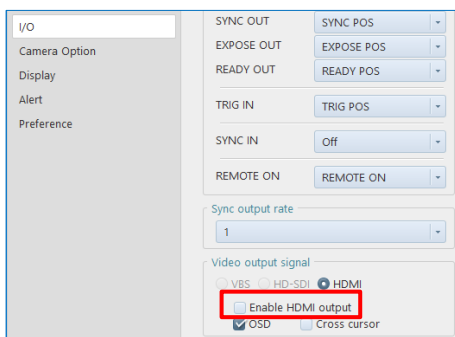 I/O
Camera Option
Display
Alert
Preference
SYNC OUT SYNC POS
EXPOSE OUT EXPOSE POS
READY OUT READY POS
TRIG IN TRIG POS
SYNC IN Off
REMOTE ON REMOTE ON
Sync output rate
1
Video output signal
VBS HD-SDI HDMI
Enable HDMI output
OSD Cross cursor